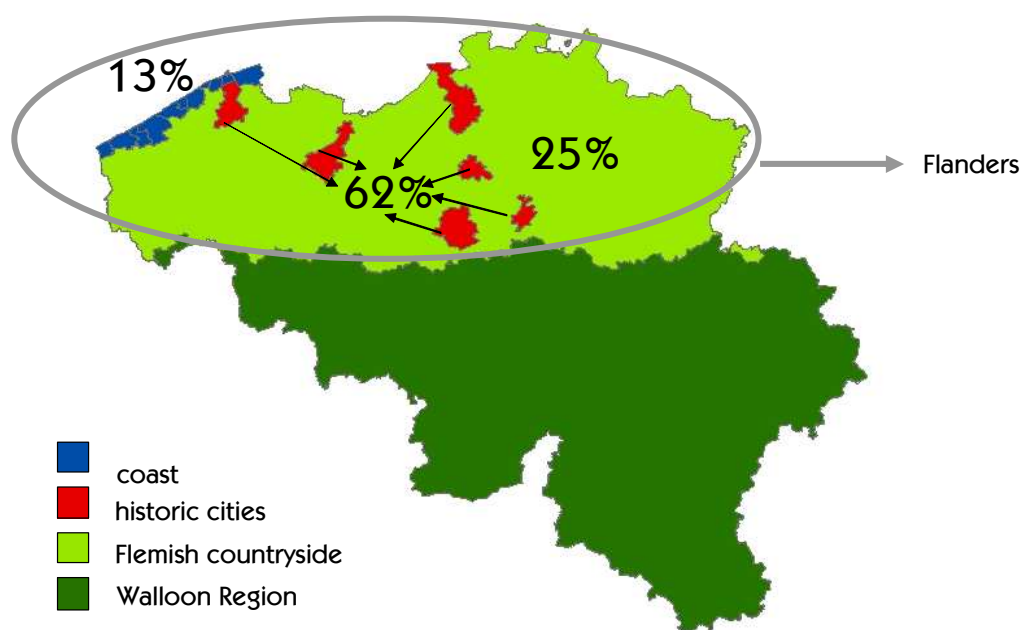 13%
25%
Flanders
62%
coast
historic cities
Flemish countryside
Walloon Region